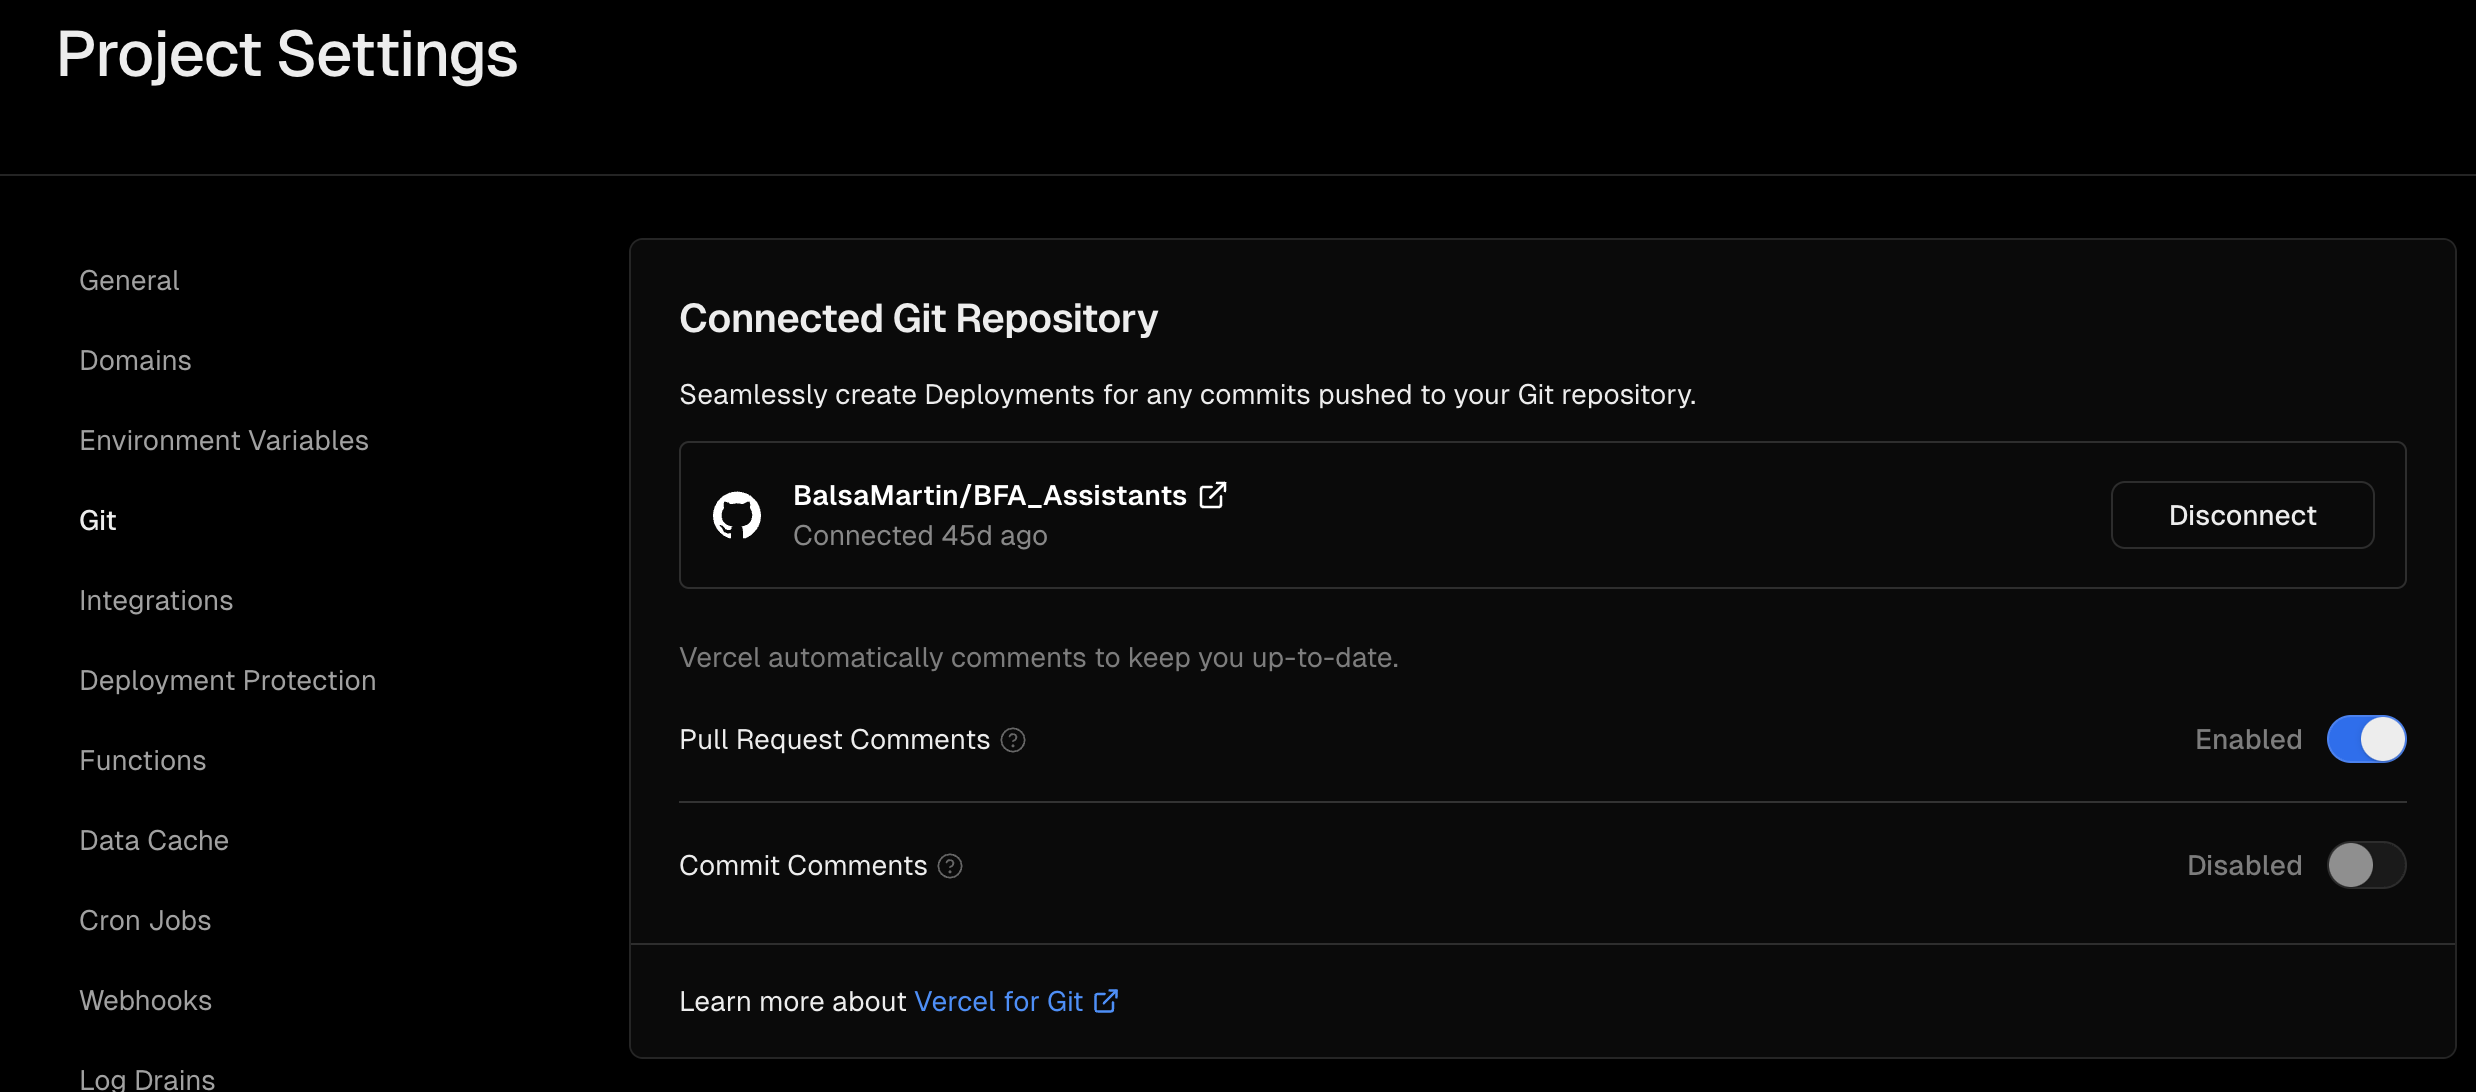 Project Settings
General
Domains
Environment Variables
Git
Integrations
Deployment Protection
Functions
Data Cache
Cron Jobs
Webhooks
Log Drains
Connected Git Repository
Seamlessly create Deployments for any commits pushed to your Git repository.
BalsaMartin/BFA_Assistants
Connected 45d ago
Disconnect
Vercel automatically comments to keep you up-to-date.
Pull Request Comments ?
Enabled
Commit Comments ?
Disabled
Learn more about Vercel for Git